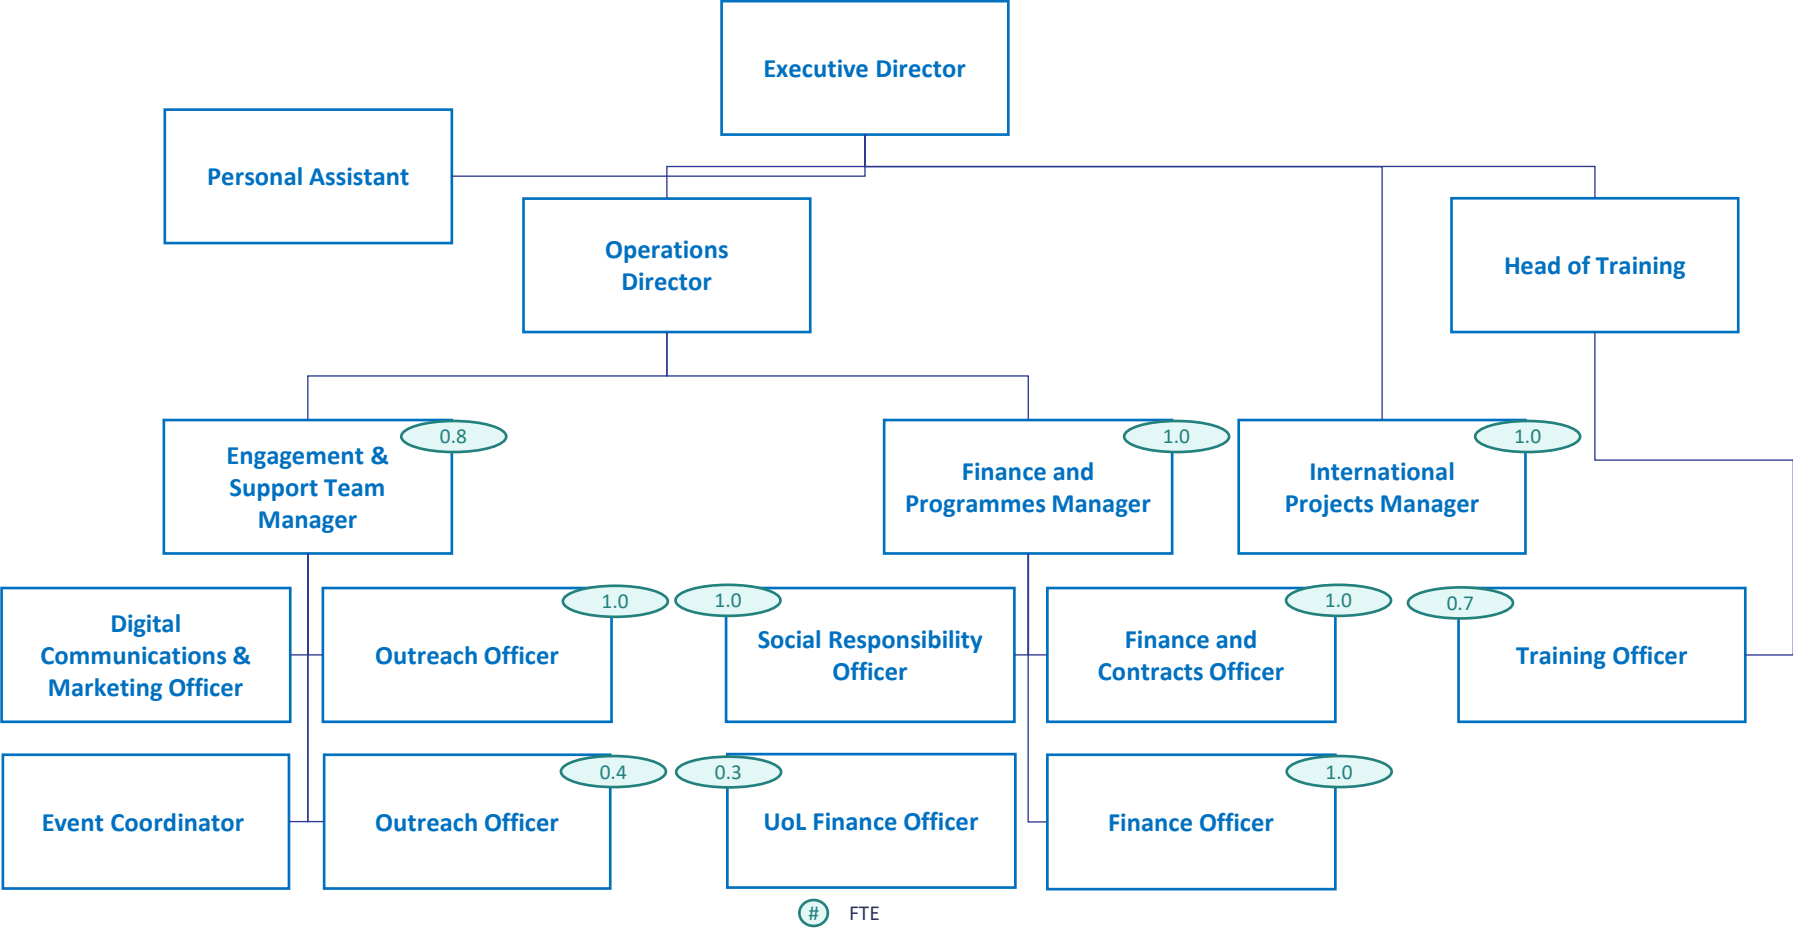 Executive Director
Personal Assistant
Operations
Director
Head of Training
0.8
Engagement &
Support Team
Manager
1.0
Finance and
Programmes Manager
1.0
International
Projects Manager
Digital
Communications &
Marketing Officer
1.0
Outreach Officer
1.0
Social Responsibility
Officer
1.0
Finance and
Contracts Officer
0.7
Training Officer
Event Coordinator
0.4
Outreach Officer
0.3
UoL Finance Officer
1.0
Finance Officer
# FTE